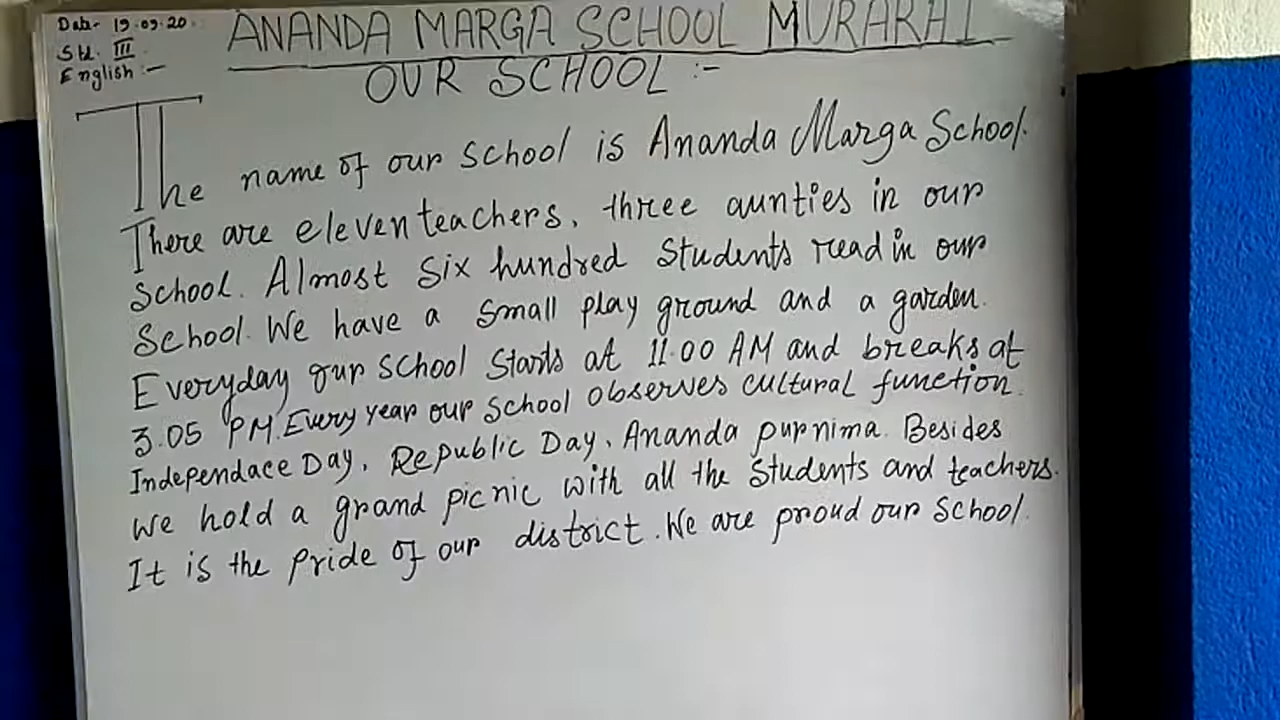 Date- 19.09.20
Std. III
English :-
ANANDA MARGA SCHOOL MURARAI
OUR SCHOOL :-
The name of our School is Ananda Marga School.
There are eleven teachers, three aunties in our
School. Almost six hundred Students read in our
School. We have a small play ground and a garden.
Everyday our School starts at 11.00 AM and breaks at
3.05 PM. Every year our School observes cultural function
Independace Day, Republic Day, Ananda purnima. Besides
we hold a grand picnic with all the Students and teachers.
It is the pride of our district. We are proud our School.